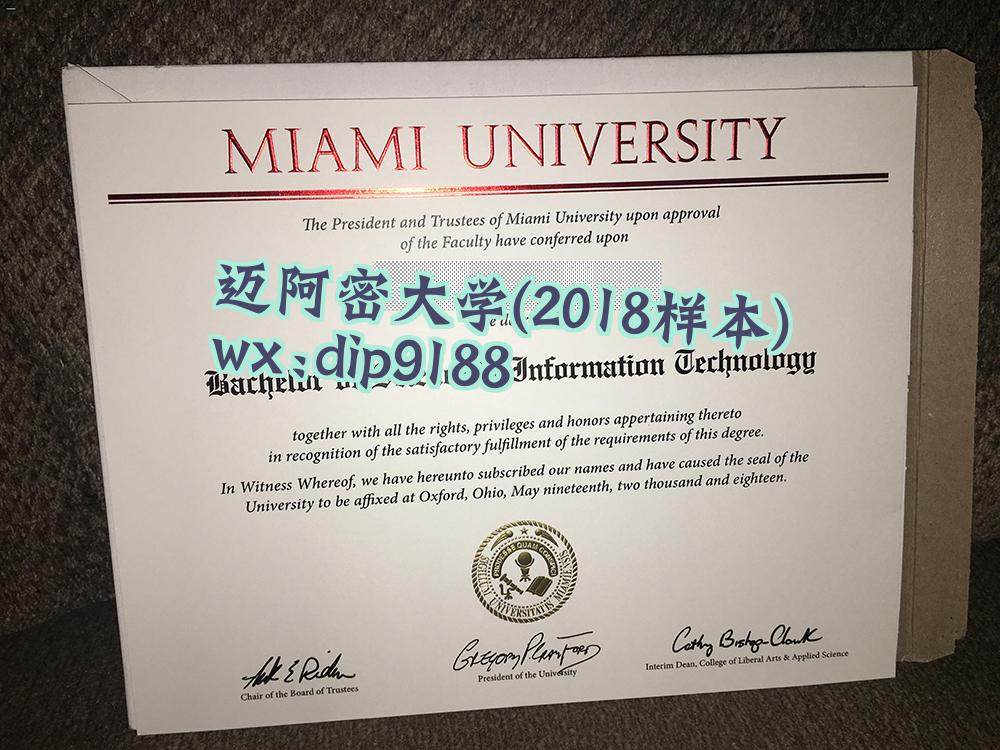 MIAMI UNIVERSITY
The President and Trustees of Miami University upon approval
of the Faculty have conferred upon
迈阿密大学(2018样本)
wx:dip9188
Bachelor Information Technology
together with all the rights, privileges and honors appertaining thereto
in recognition of the satisfactory fulfillment of the requirements of this degree.
In Witness Whereof, we have hereunto subscribed our names and have caused the seal of the
University to be affixed at Oxford, Ohio, May nineteenth, two thousand and eighteen.
Chair of the Board of Trustees
President of the University
Cathy Bishop-Clark
Interim Dean, College of Liberal Arts & Applied Science